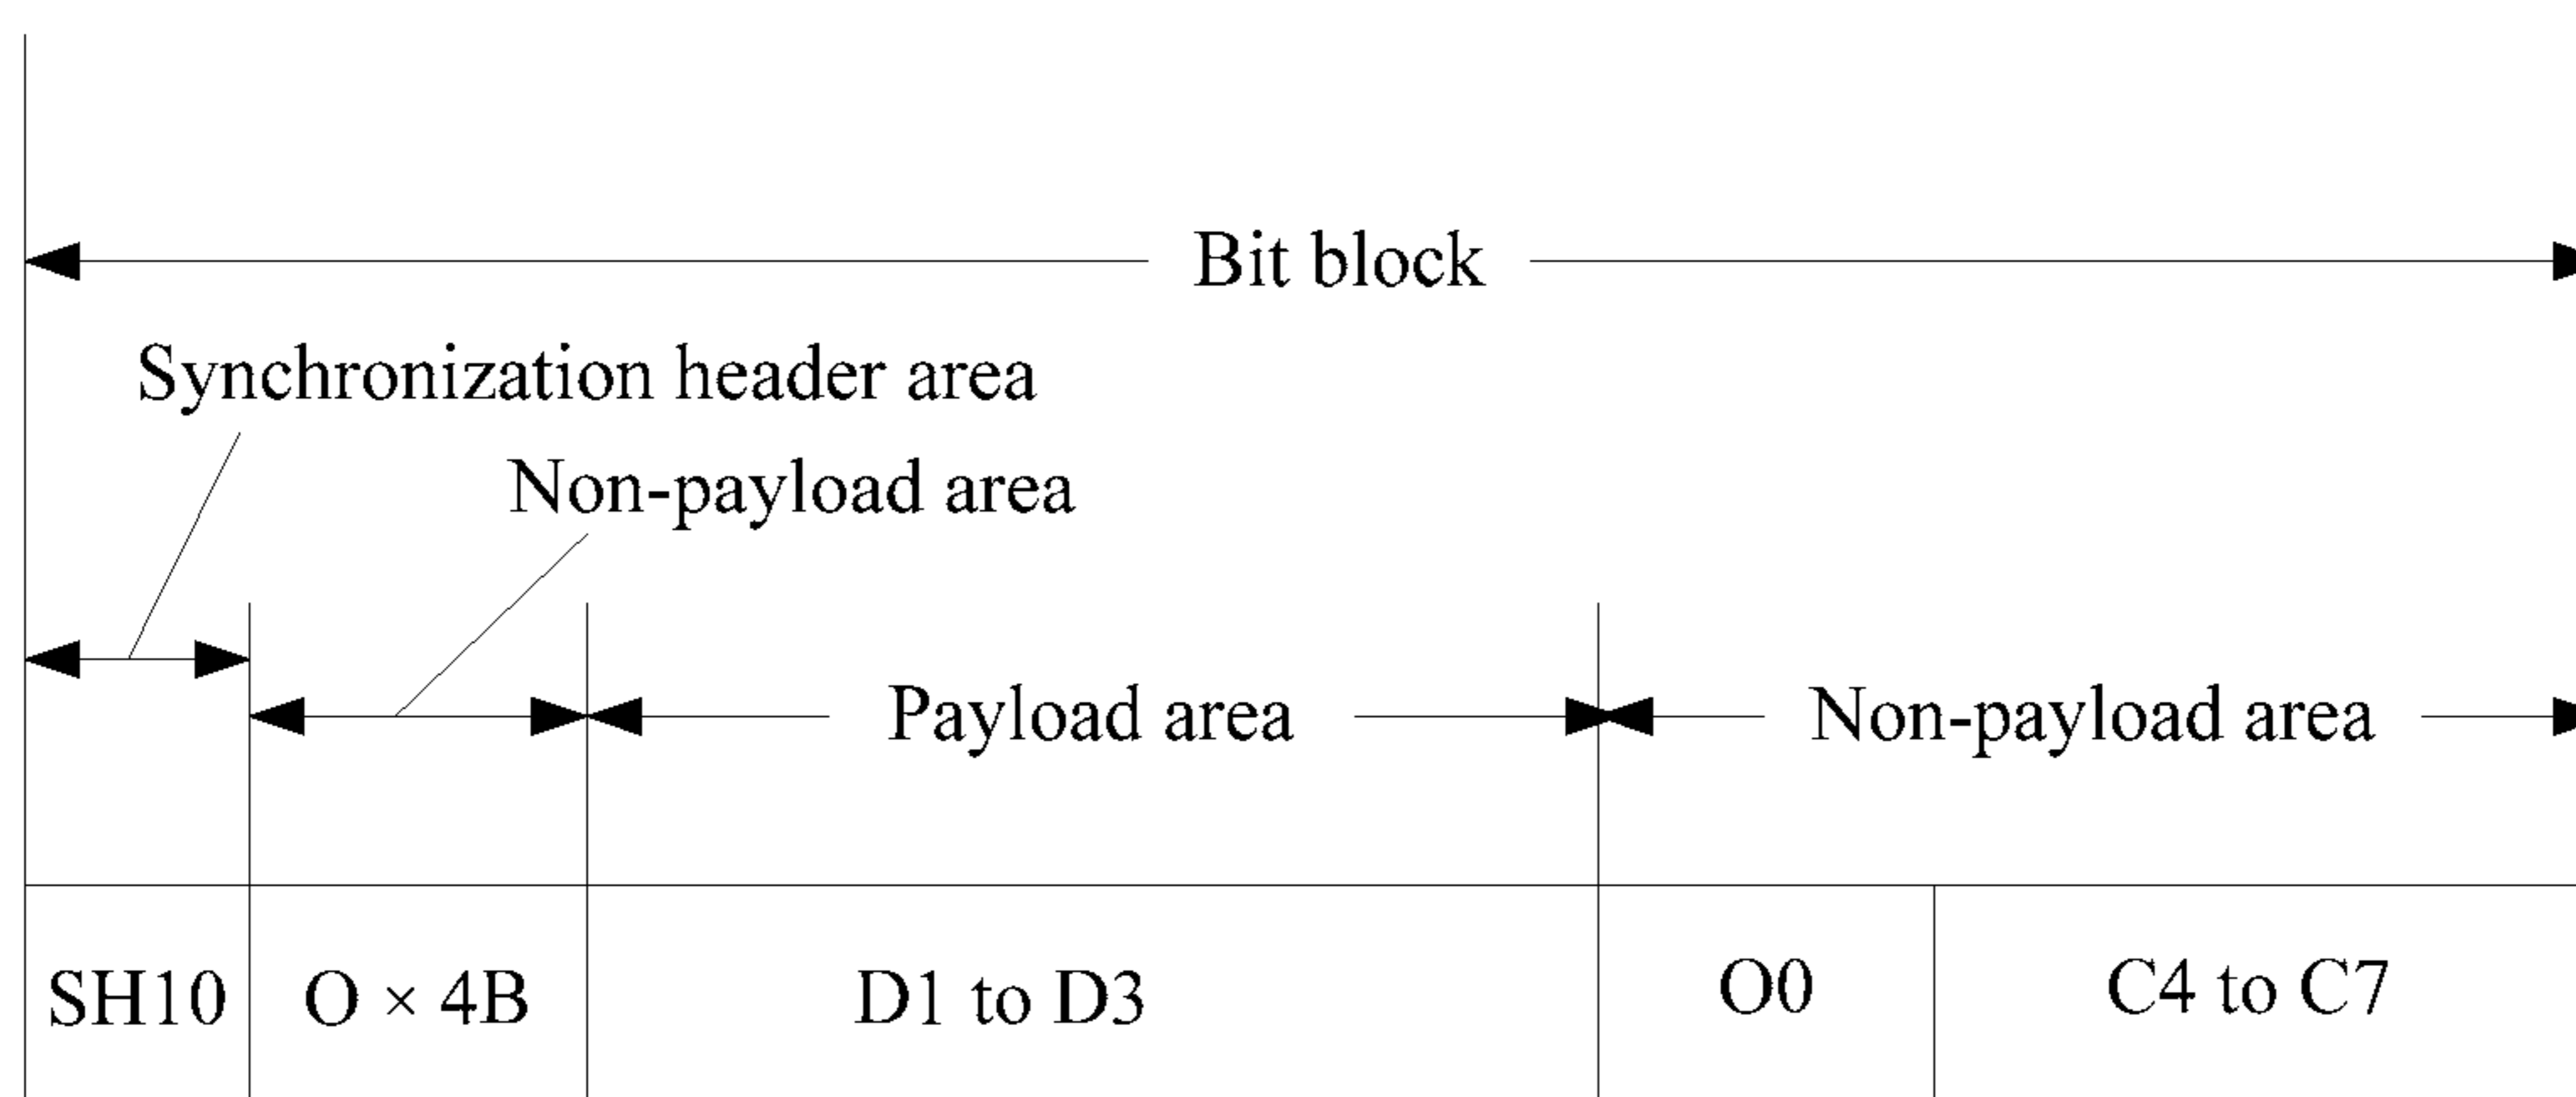 Bit block
Synchronization header area
Non-payload area
Payload area Non-payload area
SH10 O × 4B D1 to D3 O0 C4 to C7